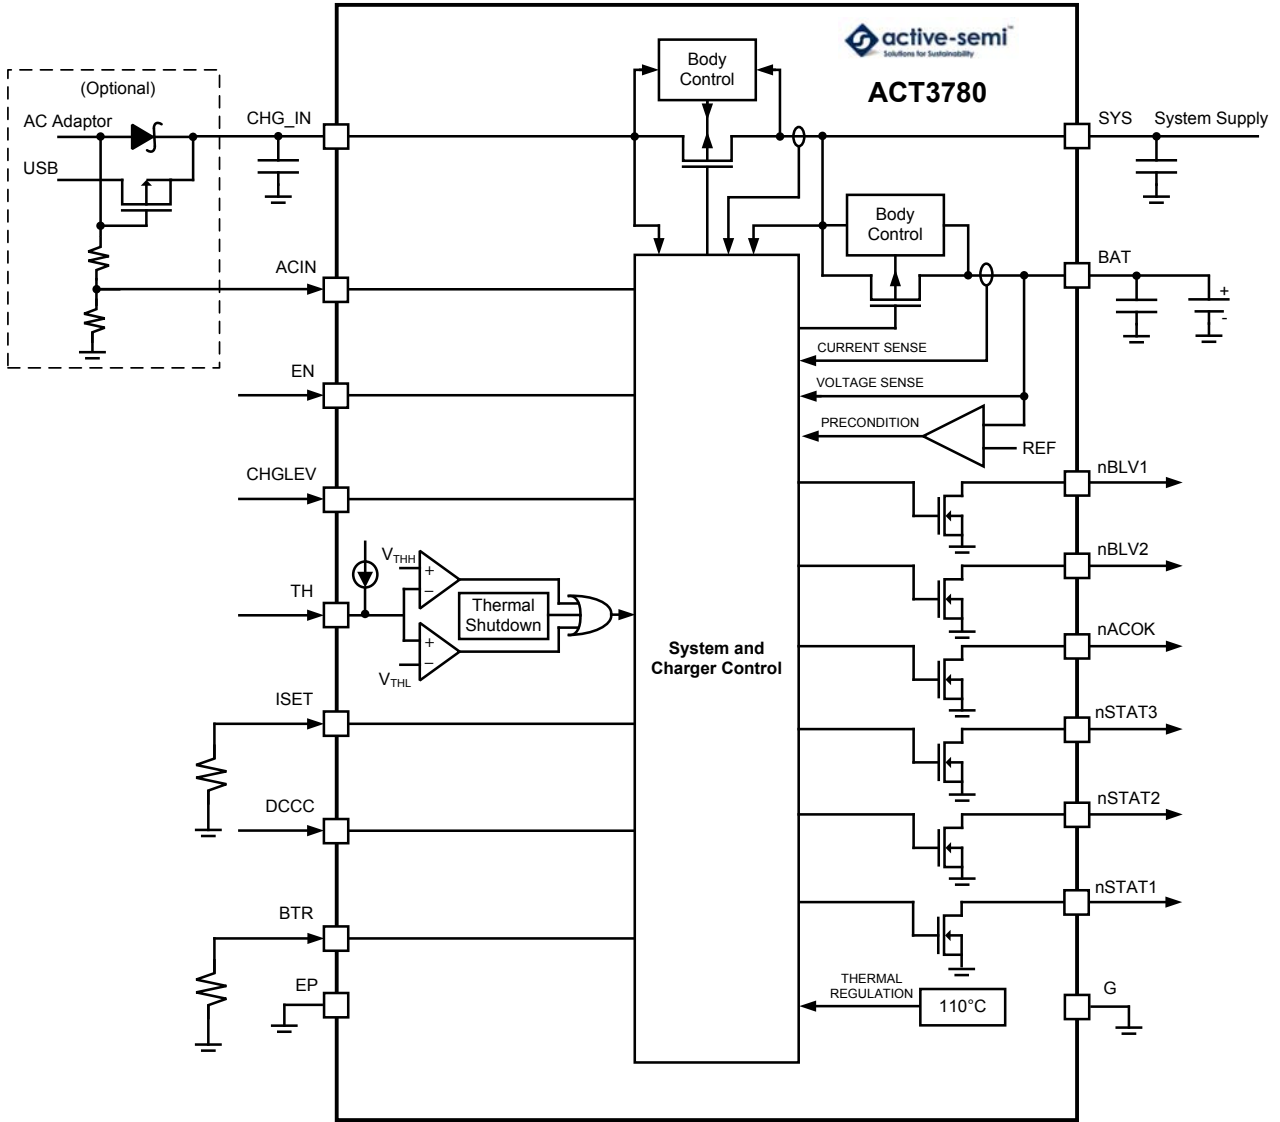 active-semi™
Solutions for Sustainability
ACT3780
Body
Control
(Optional)
AC Adaptor
USB
CHG_IN
SYS
System Supply
Body
Control
ACIN
BAT
+
-
CURRENT SENSE
EN
VOLTAGE SENSE
PRECONDITION
REF
CHGLEV
nBLV1
VTHH
+
−
nBLV2
TH
Thermal
Shutdown
+
−
VTHL
nACOK
System and
Charger Control
ISET
nSTAT3
DCCC
nSTAT2
BTR
nSTAT1
EP
THERMAL
REGULATION
110°C
G